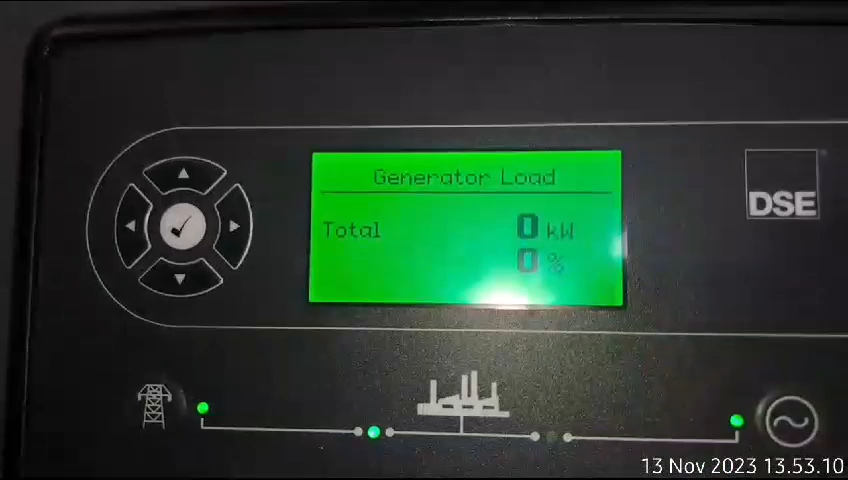 Generator Load
Total 0 kW
0 %
DSE
13 Nov 2023 13.53.10